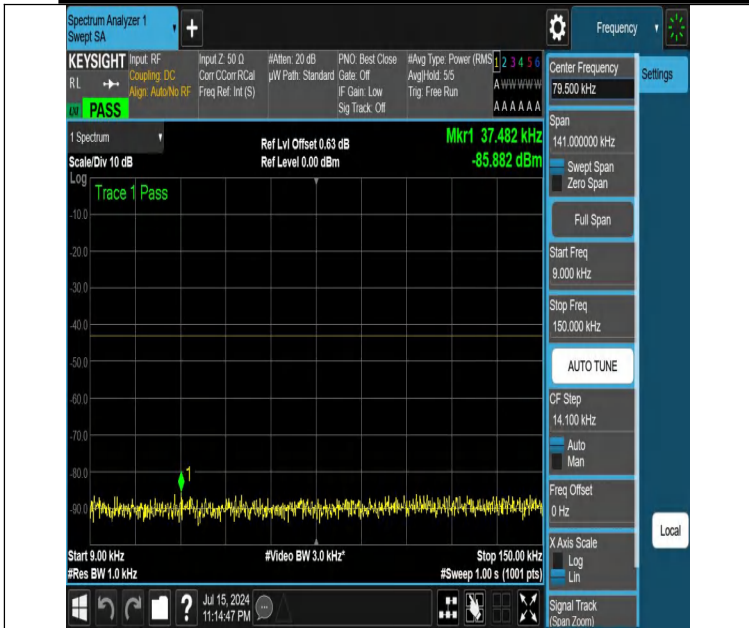 Spectrum Analyzer 1
Swept SA
+
Frequency
KEYSIGHT
RL
LXI
PASS
Input: RF
Coupling: DC
Align: Auto/No RF
Input Z: 50 Ω
Corr CCorr RCal
Freq Ref: Int (S)
#Atten: 20 dB
µW Path: Standard
PNO: Best Close
Gate: Off
IF Gain: Low
Sig Track: Off
#Avg Type: Power (RMS
Avg|Hold: 5/5
Trig: Free Run
1 2 3 4 5 6
A W W W W W
A A A A A A
1 Spectrum
Scale/Div 10 dB
Ref Lvl Offset 0.63 dB
Ref Level 0.00 dBm
Mkr1 37.482 kHz
-85.882 dBm
Log
Trace 1 Pass
-10.0
-20.0
-30.0
-40.0
-50.0
-60.0
-70.0
-80.0
-90.0
1
Start 9.00 kHz
#Res BW 1.0 kHz
#Video BW 3.0 kHz*
Stop 150.00 kHz
#Sweep 1.00 s (1001 pts)
Center Frequency
79.500 kHz
Span
141.000000 kHz
Swept Span
Zero Span
Full Span
Start Freq
9.000 kHz
Stop Freq
150.000 kHz
AUTO TUNE
CF Step
14.100 kHz
Auto
Man
Freq Offset
0 Hz
X Axis Scale
Log
Lin
Signal Track
(Span Zoom)
Settings
Local
?
Jul 15, 2024
11:14:47 PM